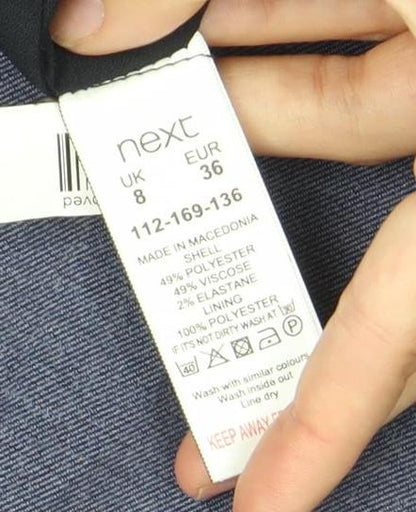 next
UK EUR
8 36
112-169-136
MADE IN MACEDONIA
SHELL
49% POLYESTER
49% VISCOSE
2% ELASTANE
LINING
100% POLYESTER
IF IT'S NOT DIRTY WASH AT 30
40 P
Wash with similar colours
Wash inside out
Line dry
KEEP AWAY